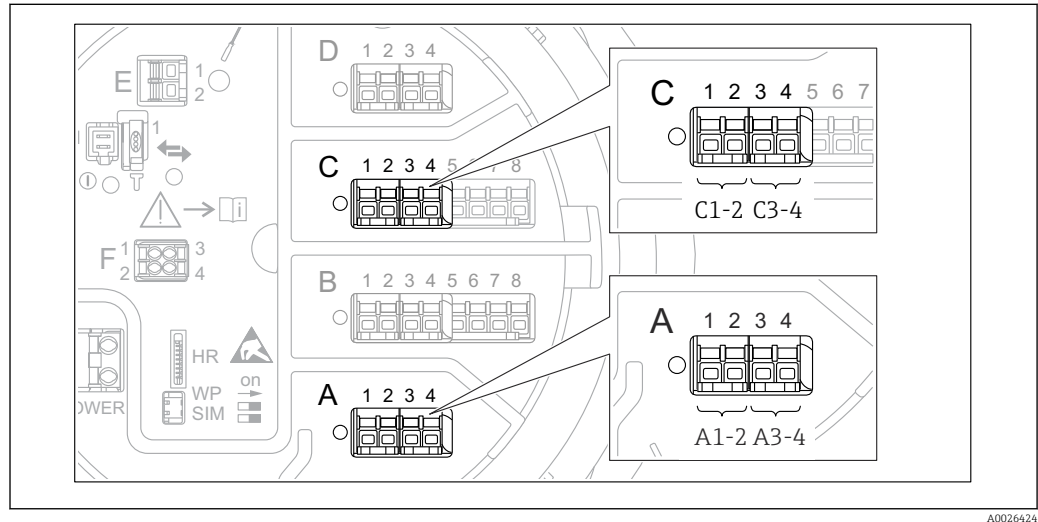 D 1 2 3 4
E 1
2
1
C 1 2 3 4 5 6 7 8
i
F 1 3
2 4
B 1 2 3 4 5 6 7 8
HR
WP on
SIM
OWER
A 1 2 3 4
C 1 2 3 4 5 6 7
C1-2 C3-4
A 1 2 3 4
A1-2 A3-4
A0026424